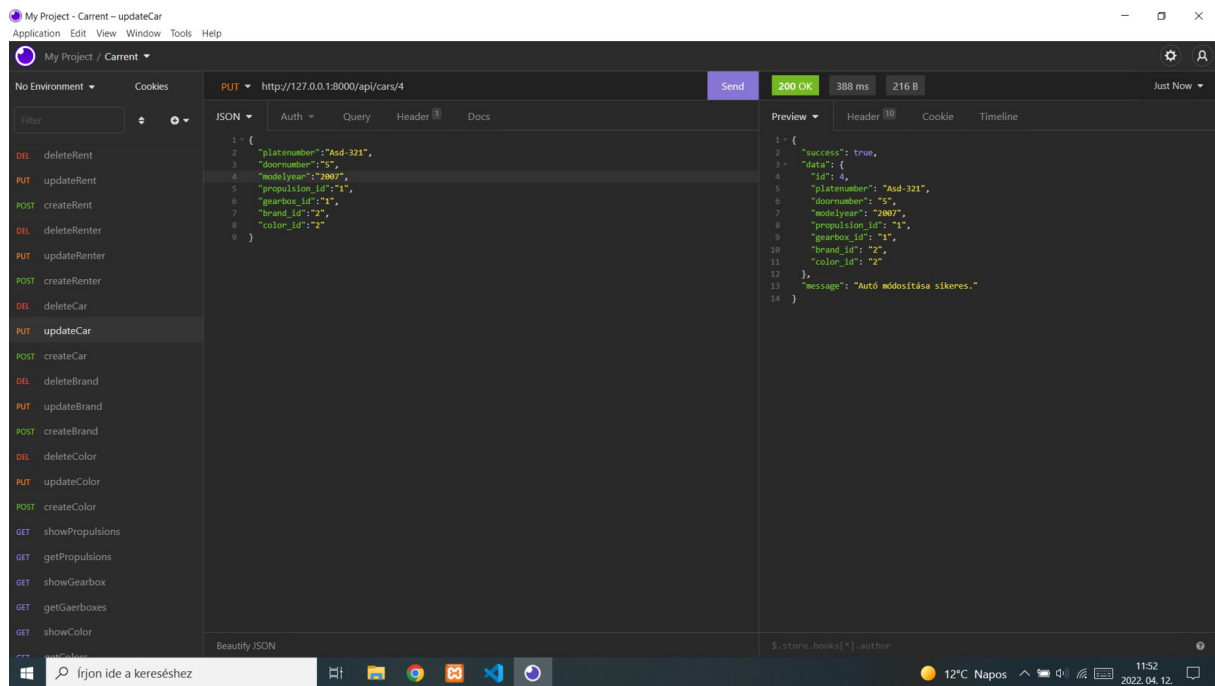 My Project - Carrent – updateCar
Application Edit View Window Tools Help
My Project / Carrent
No Environment Cookies
PUT http://127.0.0.1:8000/api/cars/4 Send
200 OK 388 ms 216 B Just Now
Filter
JSON Auth Query Header 1 Docs
Preview Header 10 Cookie Timeline
DEL deleteRent
PUT updateRent
POST createRent
DEL deleteRenter
PUT updateRenter
POST createRenter
DEL deleteCar
PUT updateCar
POST createCar
DEL deleteBrand
PUT updateBrand
POST createBrand
DEL deleteColor
PUT updateColor
POST createColor
GET showPropulsions
GET getPropulsions
GET showGearbox
GET getGaerboxes
GET showColor
GET getColors
1 {
2 "platenumber":"Asd-321",
3 "doornumber":"5",
4 "modelyear":"2007",
5 "propulsion_id":"1",
6 "gearbox_id":"1",
7 "brand_id":"2",
8 "color_id":"2"
9 }
1 {
2 "success": true,
3 "data": {
4 "id": 4,
5 "platenumber": "Asd-321",
6 "doornumber": "5",
7 "modelyear": "2007",
8 "propulsion_id": "1",
9 "gearbox_id": "1",
10 "brand_id": "2",
11 "color_id": "2"
12 },
13 "message": "Autó módosítása sikeres."
14 }
Beautify JSON
$.store.books[*].author
Írjon ide a kereséshez
12°C Napos
11:52
2022. 04. 12.